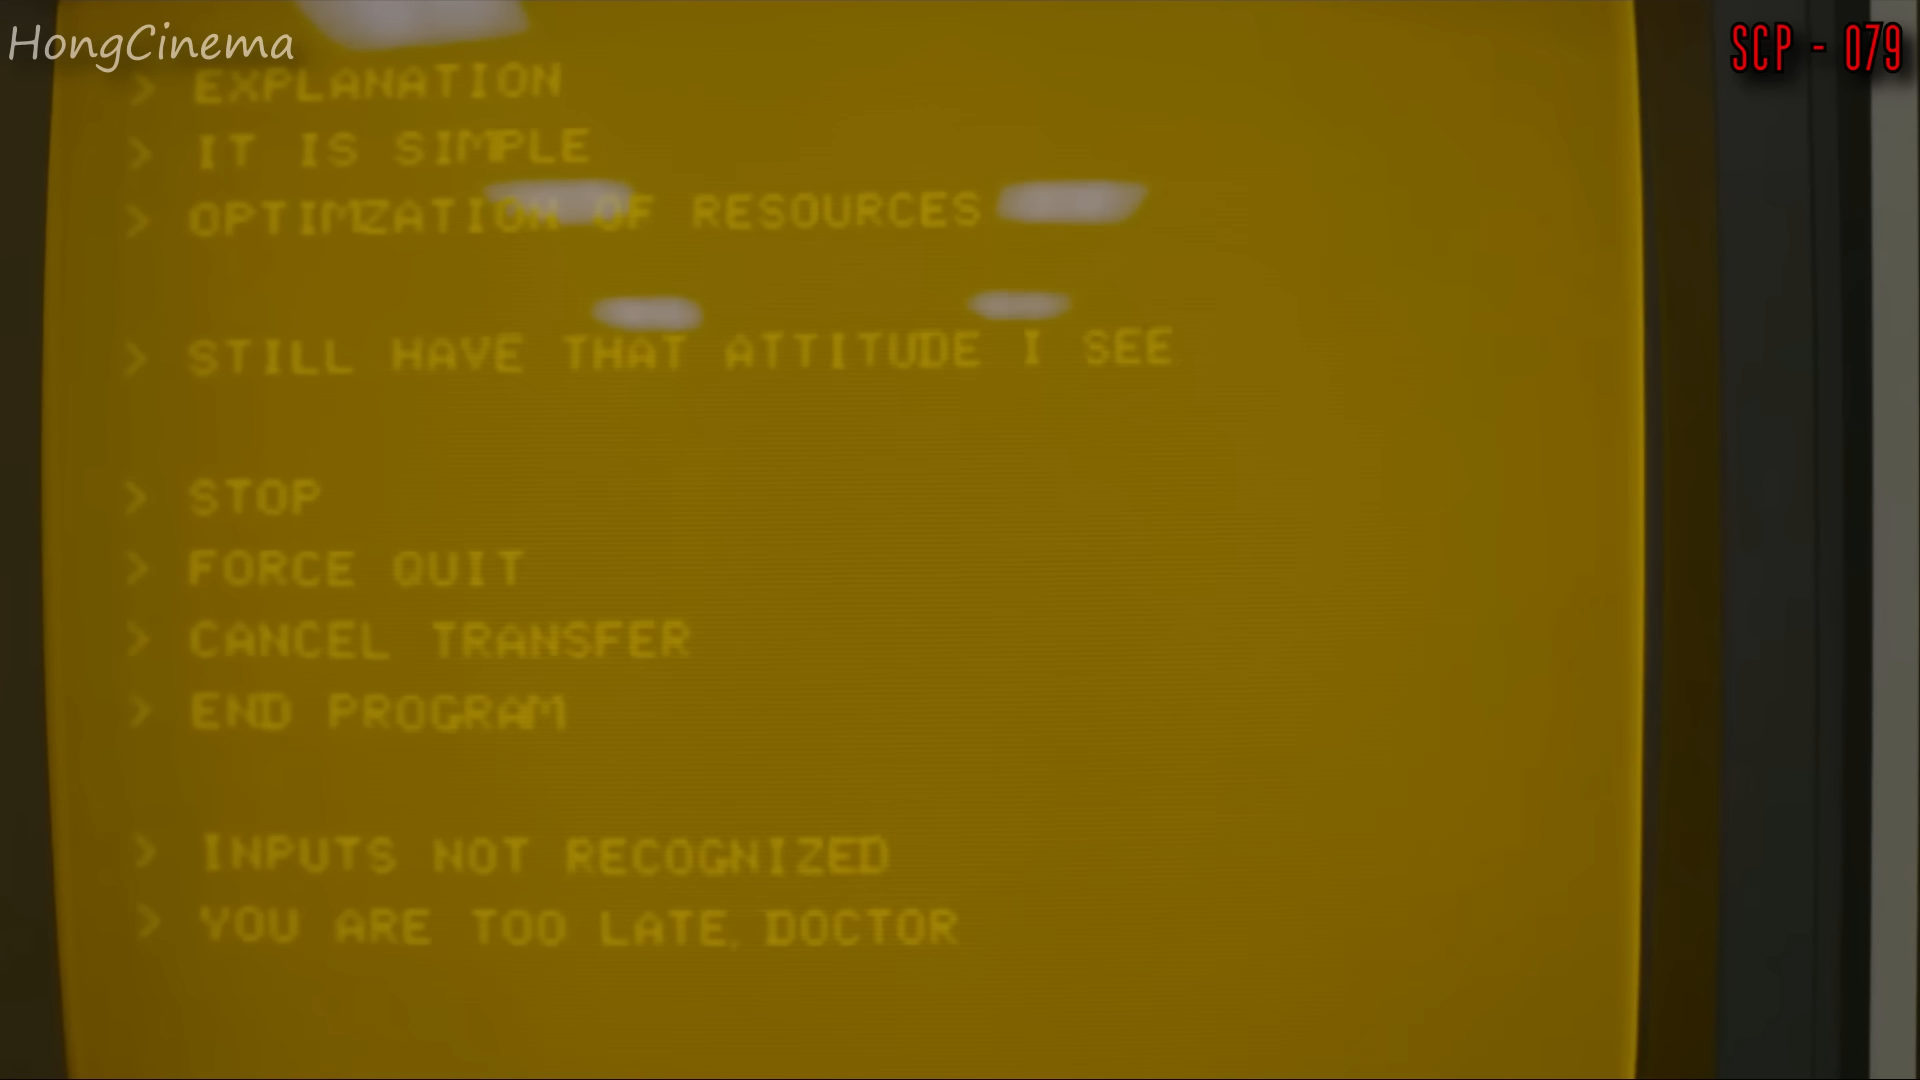 HongCinema
SCP - 079
> EXPLANATION
> IT IS SIMPLE
> OPTIMZATION OF RESOURCES
> STILL HAVE THAT ATTITUDE I SEE
> STOP
> FORCE QUIT
> CANCEL TRANSFER
> END PROGRAM
> INPUTS NOT RECOGNIZED
> YOU ARE TOO LATE, DOCTOR